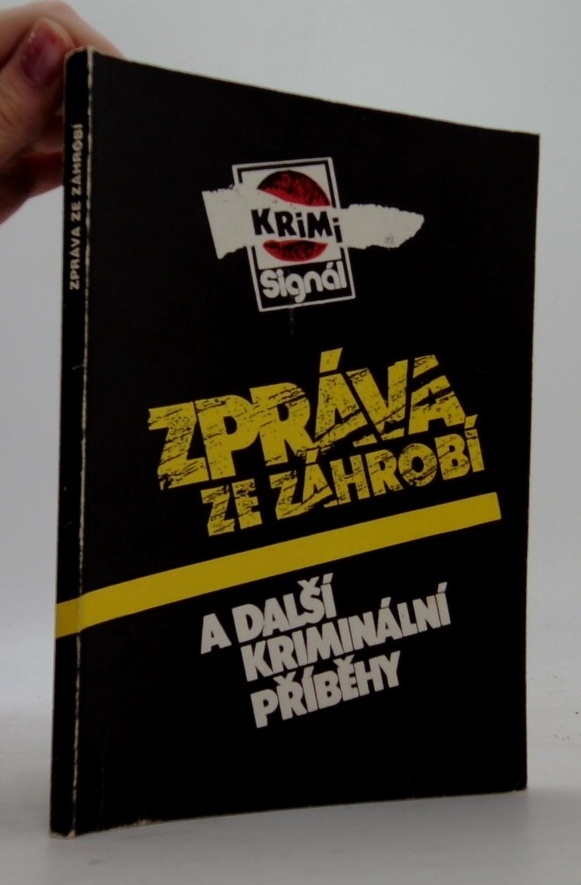 ZPRÁVA ZE ZÁHROBÍ
KRiMi
Signál
ZPRÁVA
ZE ZÁHROBÍ
A DALŠÍ
KRIMINÁLNÍ
PŘÍBĚHY